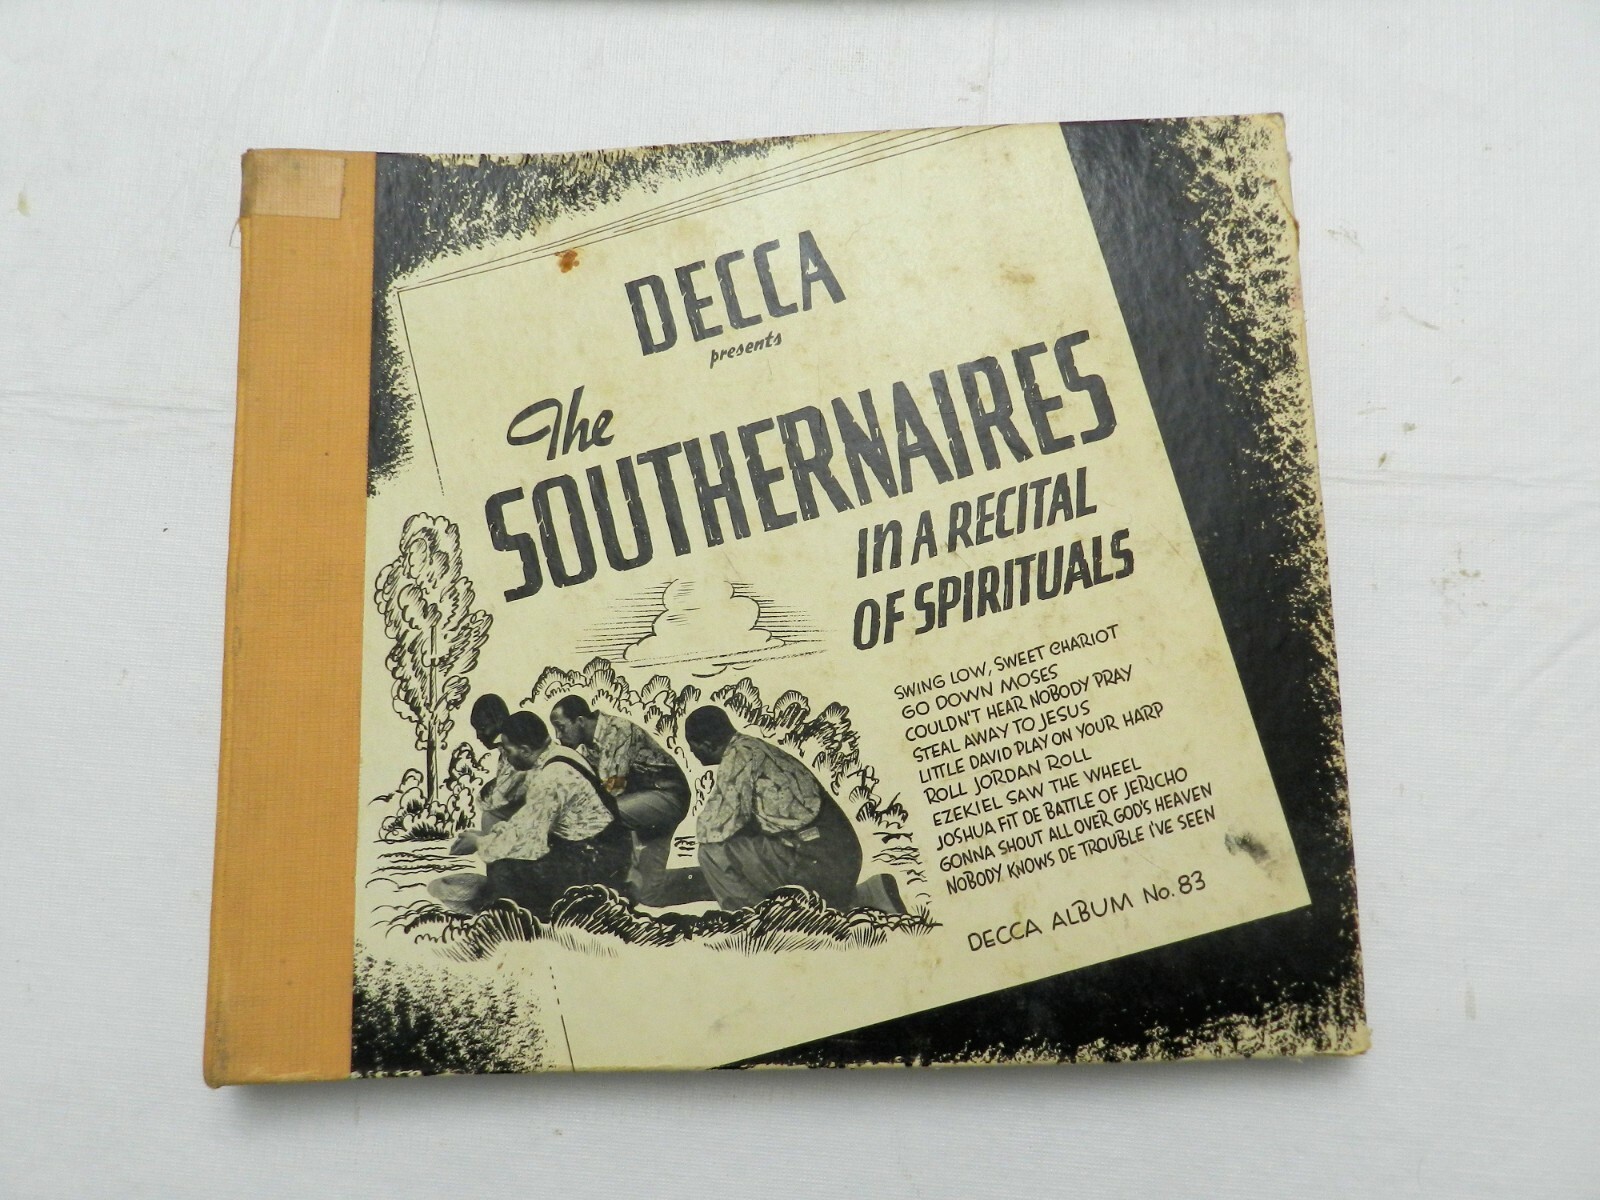 DECCA
presents
The
SOUTHERNAIRES
in A RECITAL
OF SPIRITUALS
SWING LOW, SWEET CHARIOT
GO DOWN MOSES
COULDN'T HEAR NOBODY PRAY
STEAL AWAY TO JESUS
LITTLE DAVID PLAY ON YOUR HARP
ROLL JORDAN ROLL
EZEKIEL SAW THE WHEEL
JOSHUA FIT DE BATTLE OF JERICHO
GONNA SHOUT ALL OVER GOD'S HEAVEN
NOBODY KNOWS DE TROUBLE I'VE SEEN
DECCA ALBUM No. 83